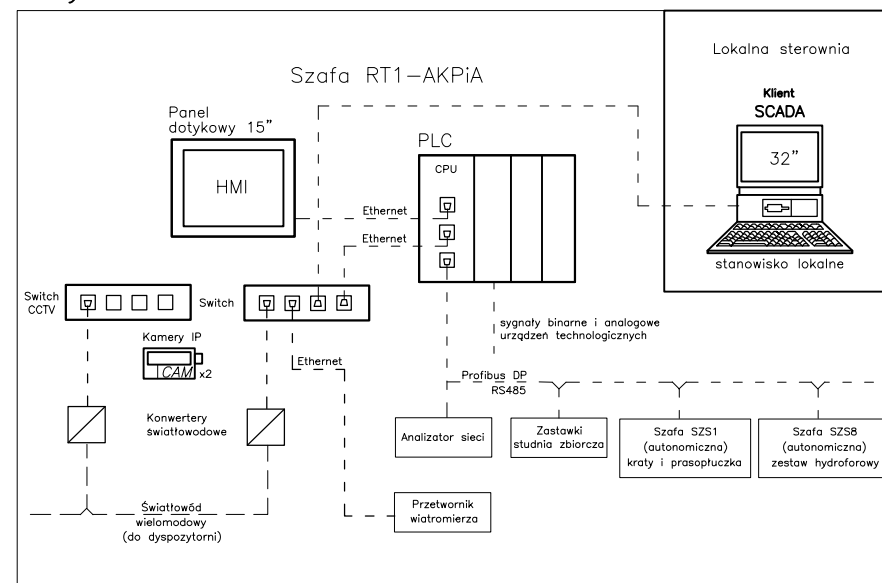 Szafa RT1-AKPiA
Lokalna sterownia
Klient
SCADA
32"
stanowisko lokalne
Panel
dotykowy 15"
HMI
PLC
CPU
Ethernet
Ethernet
Switch
CCTV
Switch
Kamery IP
CAM x2
Ethernet
sygnały binarne i analogowe
urządzeń technologicznych
Profibus DP
RS485
Konwertery
światłowodowe
Analizator sieci
Zastawki
studnia zbiorcza
Szafa SZS1
(autonomiczna)
kraty i prasopłuczka
Szafa SZS8
(autonomiczna)
zestaw hydroforowy
Światłowód
wielomodowy
(do dyspozytorni)
Przetwornik
wiatromierza